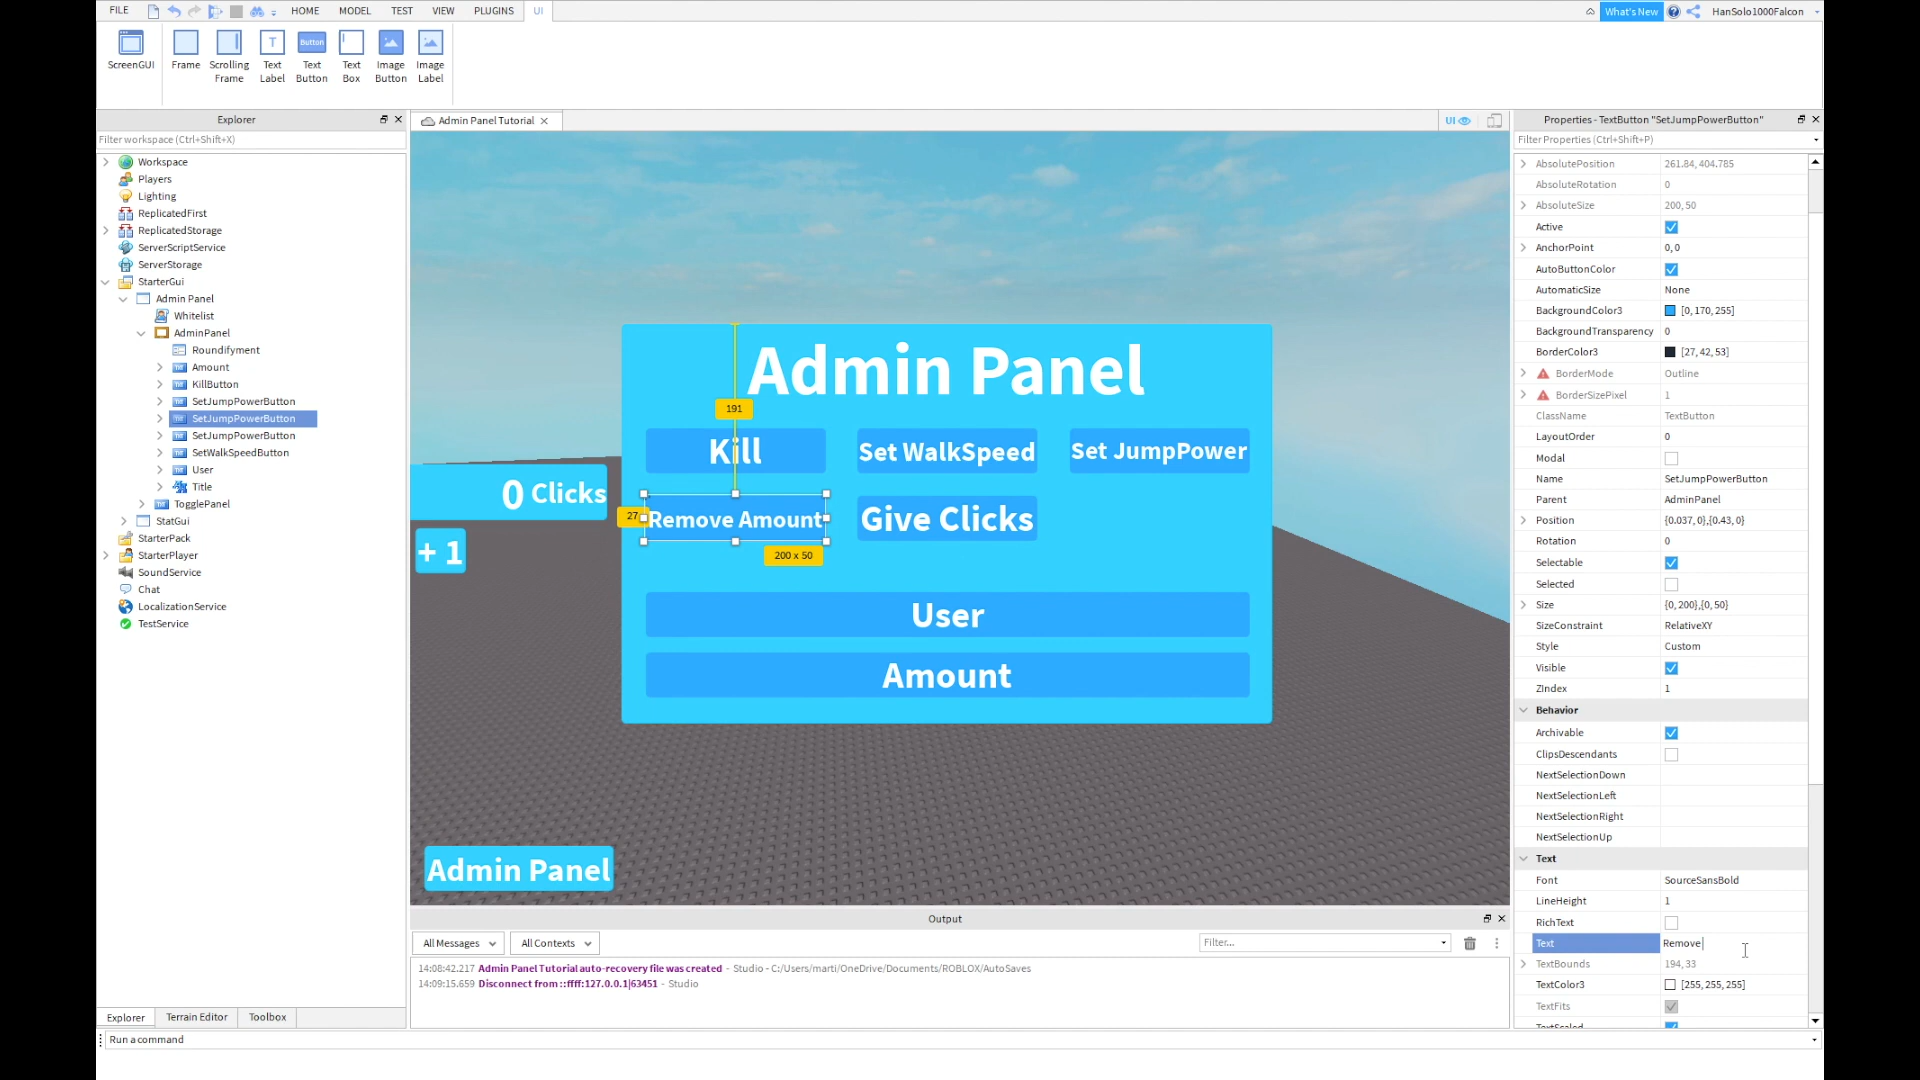 FILE
HOME
MODEL
TEST
VIEW
PLUGINS
UI
What's New
HanSolo1000Falcon
ScreenGUI
Frame
Scrolling Frame
Text Label
Button
Text Button
Text Box
Image Button
Image Label
Explorer
Filter workspace (Ctrl+Shift+X)
Workspace
Players
Lighting
ReplicatedFirst
ReplicatedStorage
ServerScriptService
ServerStorage
StarterGui
Admin Panel
Whitelist
AdminPanel
Roundifyment
Amount
KillButton
SetJumpPowerButton
SetJumpPowerButton
SetJumpPowerButton
SetWalkSpeedButton
User
Title
TogglePanel
StatGui
StarterPack
StarterPlayer
SoundService
Chat
LocalizationService
TestService
Explorer
Terrain Editor
Toolbox
Run a command
Admin Panel Tutorial
UI
Admin Panel
191
Kill
Set WalkSpeed
Set JumpPower
27
Remove Amount
Give Clicks
200 x 50
User
Amount
0 Clicks
+ 1
Admin Panel
Output
All Messages
All Contexts
Filter...
14:08:42.217 Admin Panel Tutorial auto-recovery file was created - Studio - C:/Users/marti/OneDrive/Documents/ROBLOX/AutoSaves
14:09:15.659 Disconnect from ::ffff:127.0.0.1|63451 - Studio
Properties - TextButton "SetJumpPowerButton"
Filter Properties (Ctrl+Shift+P)
AbsolutePosition 261.84, 404.785
AbsoluteRotation 0
AbsoluteSize 200, 50
Active
AnchorPoint 0, 0
AutoButtonColor
AutomaticSize None
BackgroundColor3 [0, 170, 255]
BackgroundTransparency 0
BorderColor3 [27, 42, 53]
BorderMode Outline
BorderSizePixel 1
ClassName TextButton
LayoutOrder 0
Modal
Name SetJumpPowerButton
Parent AdminPanel
Position {0.037, 0},{0.43, 0}
Rotation 0
Selectable
Selected
Size {0, 200},{0, 50}
SizeConstraint RelativeXY
Style Custom
Visible
ZIndex 1
Behavior
Archivable
ClipsDescendants
NextSelectionDown
NextSelectionLeft
NextSelectionRight
NextSelectionUp
Text
Font SourceSansBold
LineHeight 1
RichText
Text Remove
TextBounds 194, 33
TextColor3 [255, 255, 255]
TextFits
TextScaled